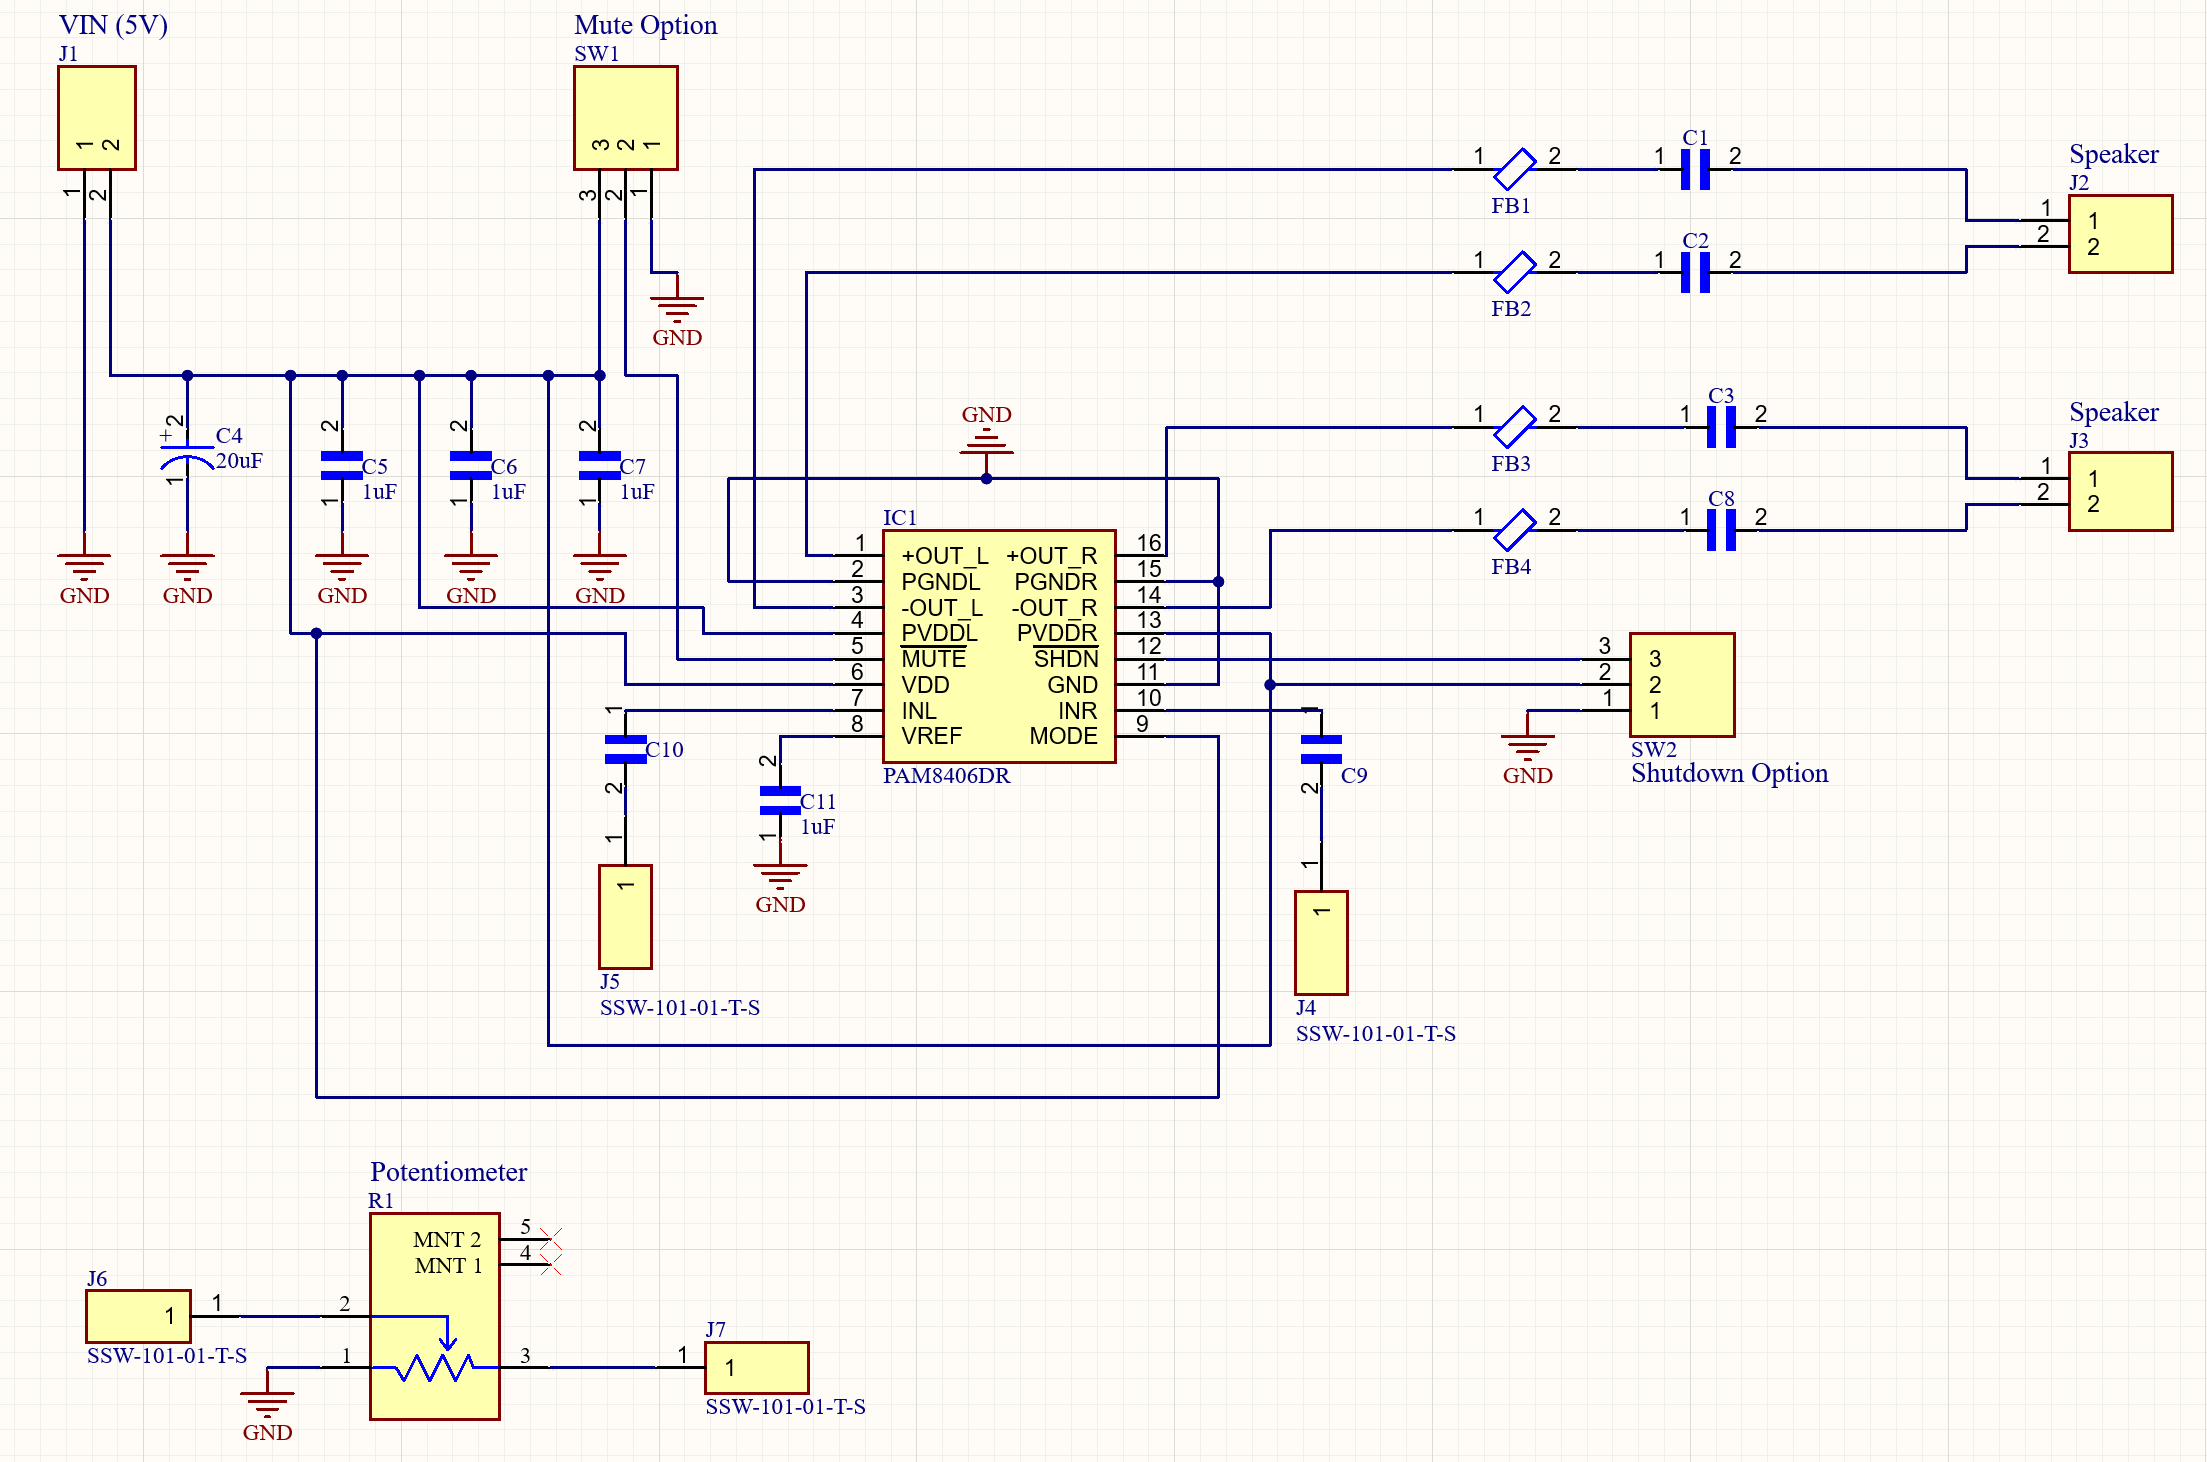 VIN (5V)
J1
1
2
1
2
Mute Option
SW1
3
2
1
3
2
1
GND
1
2
FB1
C1
1
2
Speaker
J2
1
1
2
2
1
2
FB2
C2
1
2
+
2
C4
20uF
1
2
C5
1uF
1
2
C6
1uF
1
2
C7
1uF
1
GND
GND
GND
GND
GND
GND
1
2
FB3
C3
1
2
Speaker
J3
1
1
2
2
1
2
FB4
C8
1
2
IC1
1 +OUT_L +OUT_R 16
2 PGNDL PGNDR 15
3 -OUT_L -OUT_R 14
4 PVDDL PVDDR 13
5 MUTE SHDN 12
6 VDD GND 11
7 INL INR 10
8 VREF MODE 9
PAM8406DR
3 3
2 2
1 1
SW2
Shutdown Option
GND
1
C10
2
1
1
J5
SSW-101-01-T-S
2
C11
1uF
1
GND
1
C9
2
1
1
J4
SSW-101-01-T-S
Potentiometer
R1
MNT 2 5
MNT 1 4
J6
1 1
2
SSW-101-01-T-S
1
3
GND
J7
1 1
SSW-101-01-T-S